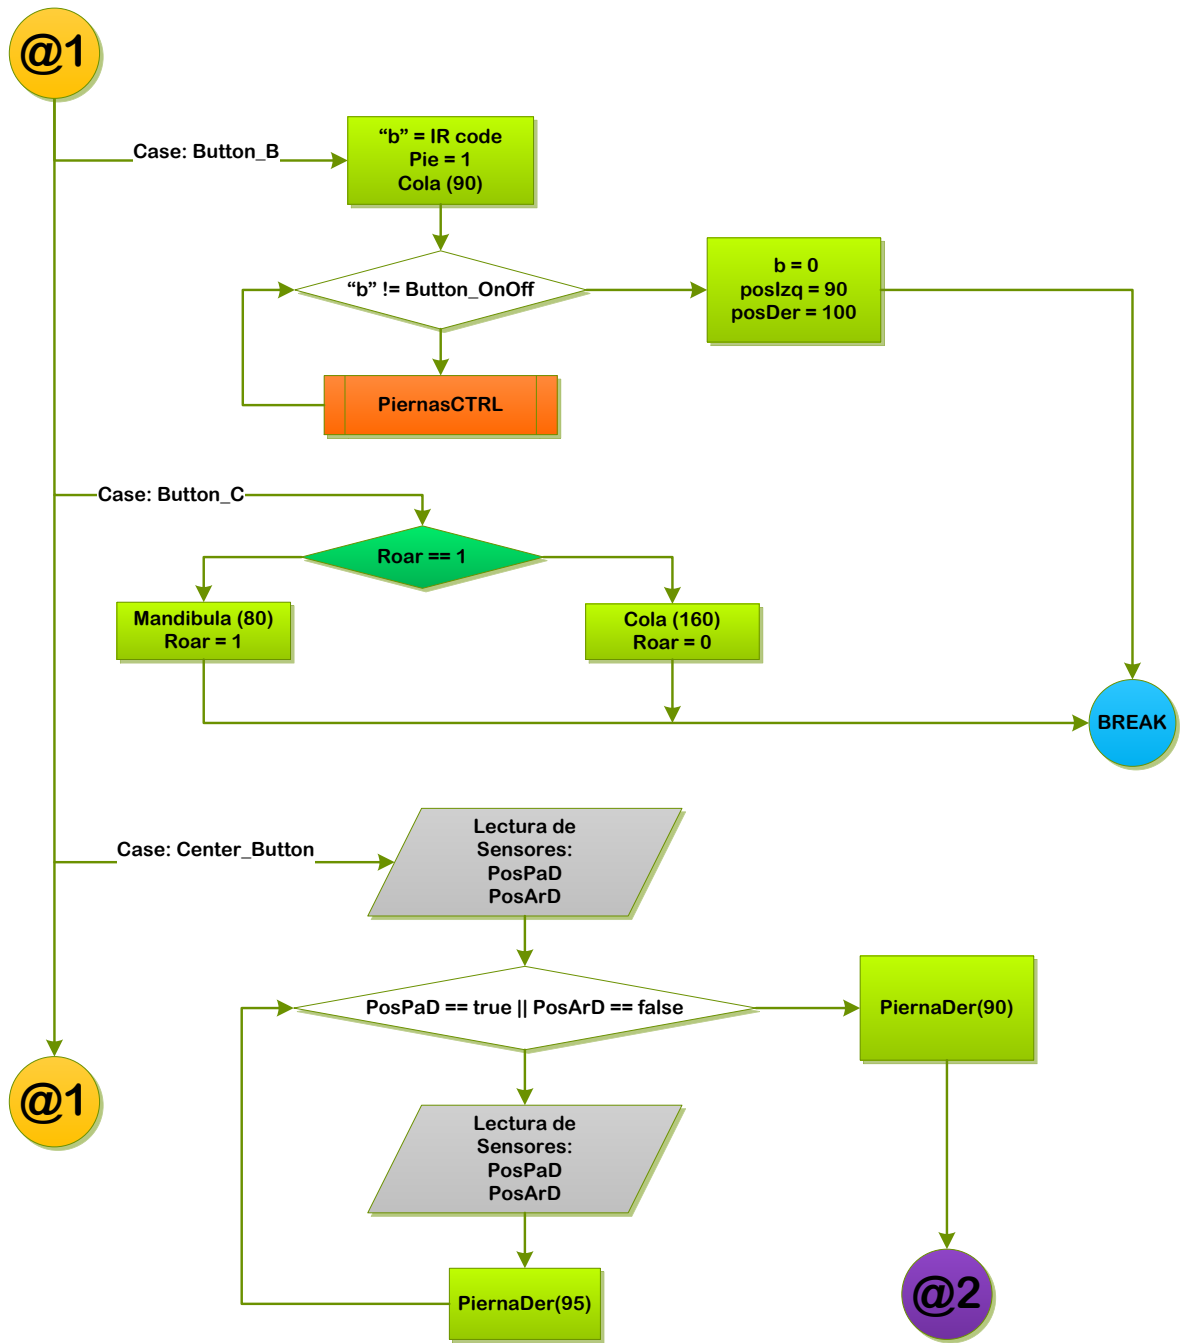 @1
Case: Button_B
“b” = IR code
Pie = 1
Cola (90)
“b” != Button_OnOff
b = 0
posIzq = 90
posDer = 100
PiernasCTRL
Case: Button_C
Roar == 1
Mandibula (80)
Roar = 1
Cola (160)
Roar = 0
BREAK
Case: Center_Button
Lectura de
Sensores:
PosPaD
PosArD
PosPaD == true || PosArD == false
PiernaDer(90)
@1
Lectura de
Sensores:
PosPaD
PosArD
PiernaDer(95)
@2